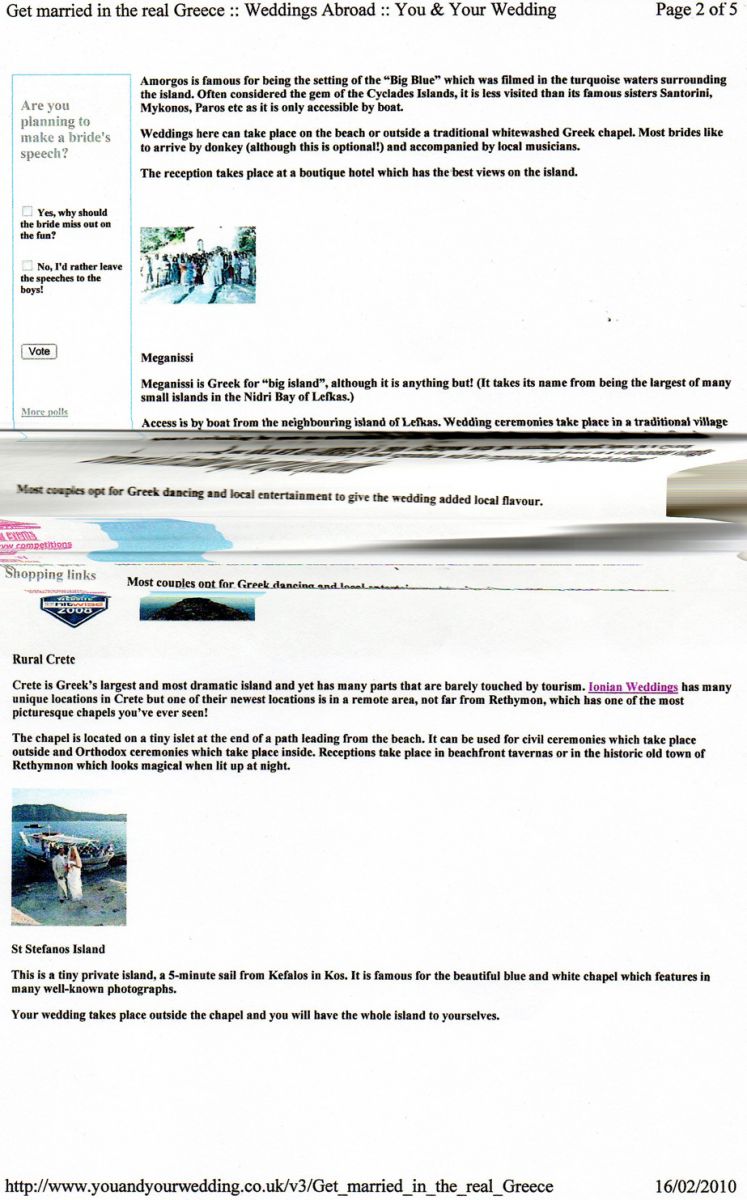 Get married in the real Greece :: Weddings Abroad :: You & Your Wedding
Page 2 of 5
Are you
planning to
make a bride's
speech?
Yes, why should
the bride miss out on
the fun?
No, I'd rather leave
the speeches to the
boys!
Vote
More polls
Amorgos is famous for being the setting of the “Big Blue” which was filmed in the turquoise waters surrounding
the island. Often considered the gem of the Cyclades Islands, it is less visited than its famous sisters Santorini,
Mykonos, Paros etc as it is only accessible by boat.
Weddings here can take place on the beach or outside a traditional whitewashed Greek chapel. Most brides like
to arrive by donkey (although this is optional!) and accompanied by local musicians.
The reception takes place at a boutique hotel which has the best views on the island.
Meganissi
Meganissi is Greek for “big island”, although it is anything but! (It takes its name from being the largest of many
small islands in the Nidri Bay of Lefkas.)
Access is by boat from the neighbouring island of Lefkas. Wedding ceremonies take place in a traditional village
Most couples opt for Greek dancing and local entertainment to give the wedding added local flavour.
competitions
Shopping links
Most couples opt for Greek dancing and local
WEBSITE
hitwise
2008
Rural Crete
Crete is Greek’s largest and most dramatic island and yet has many parts that are barely touched by tourism. Ionian Weddings has many
unique locations in Crete but one of their newest locations is in a remote area, not far from Rethymon, which has one of the most
picturesque chapels you’ve ever seen!
The chapel is located on a tiny islet at the end of a path leading from the beach. It can be used for civil ceremonies which take place
outside and Orthodox ceremonies which take place inside. Receptions take place in beachfront tavernas or in the historic old town of
Rethymnon which looks magical when lit up at night.
St Stefanos Island
This is a tiny private island, a 5-minute sail from Kefalos in Kos. It is famous for the beautiful blue and white chapel which features in
many well-known photographs.
Your wedding takes place outside the chapel and you will have the whole island to yourselves.
http://www.youandyourwedding.co.uk/v3/Get_married_in_the_real_Greece
16/02/2010